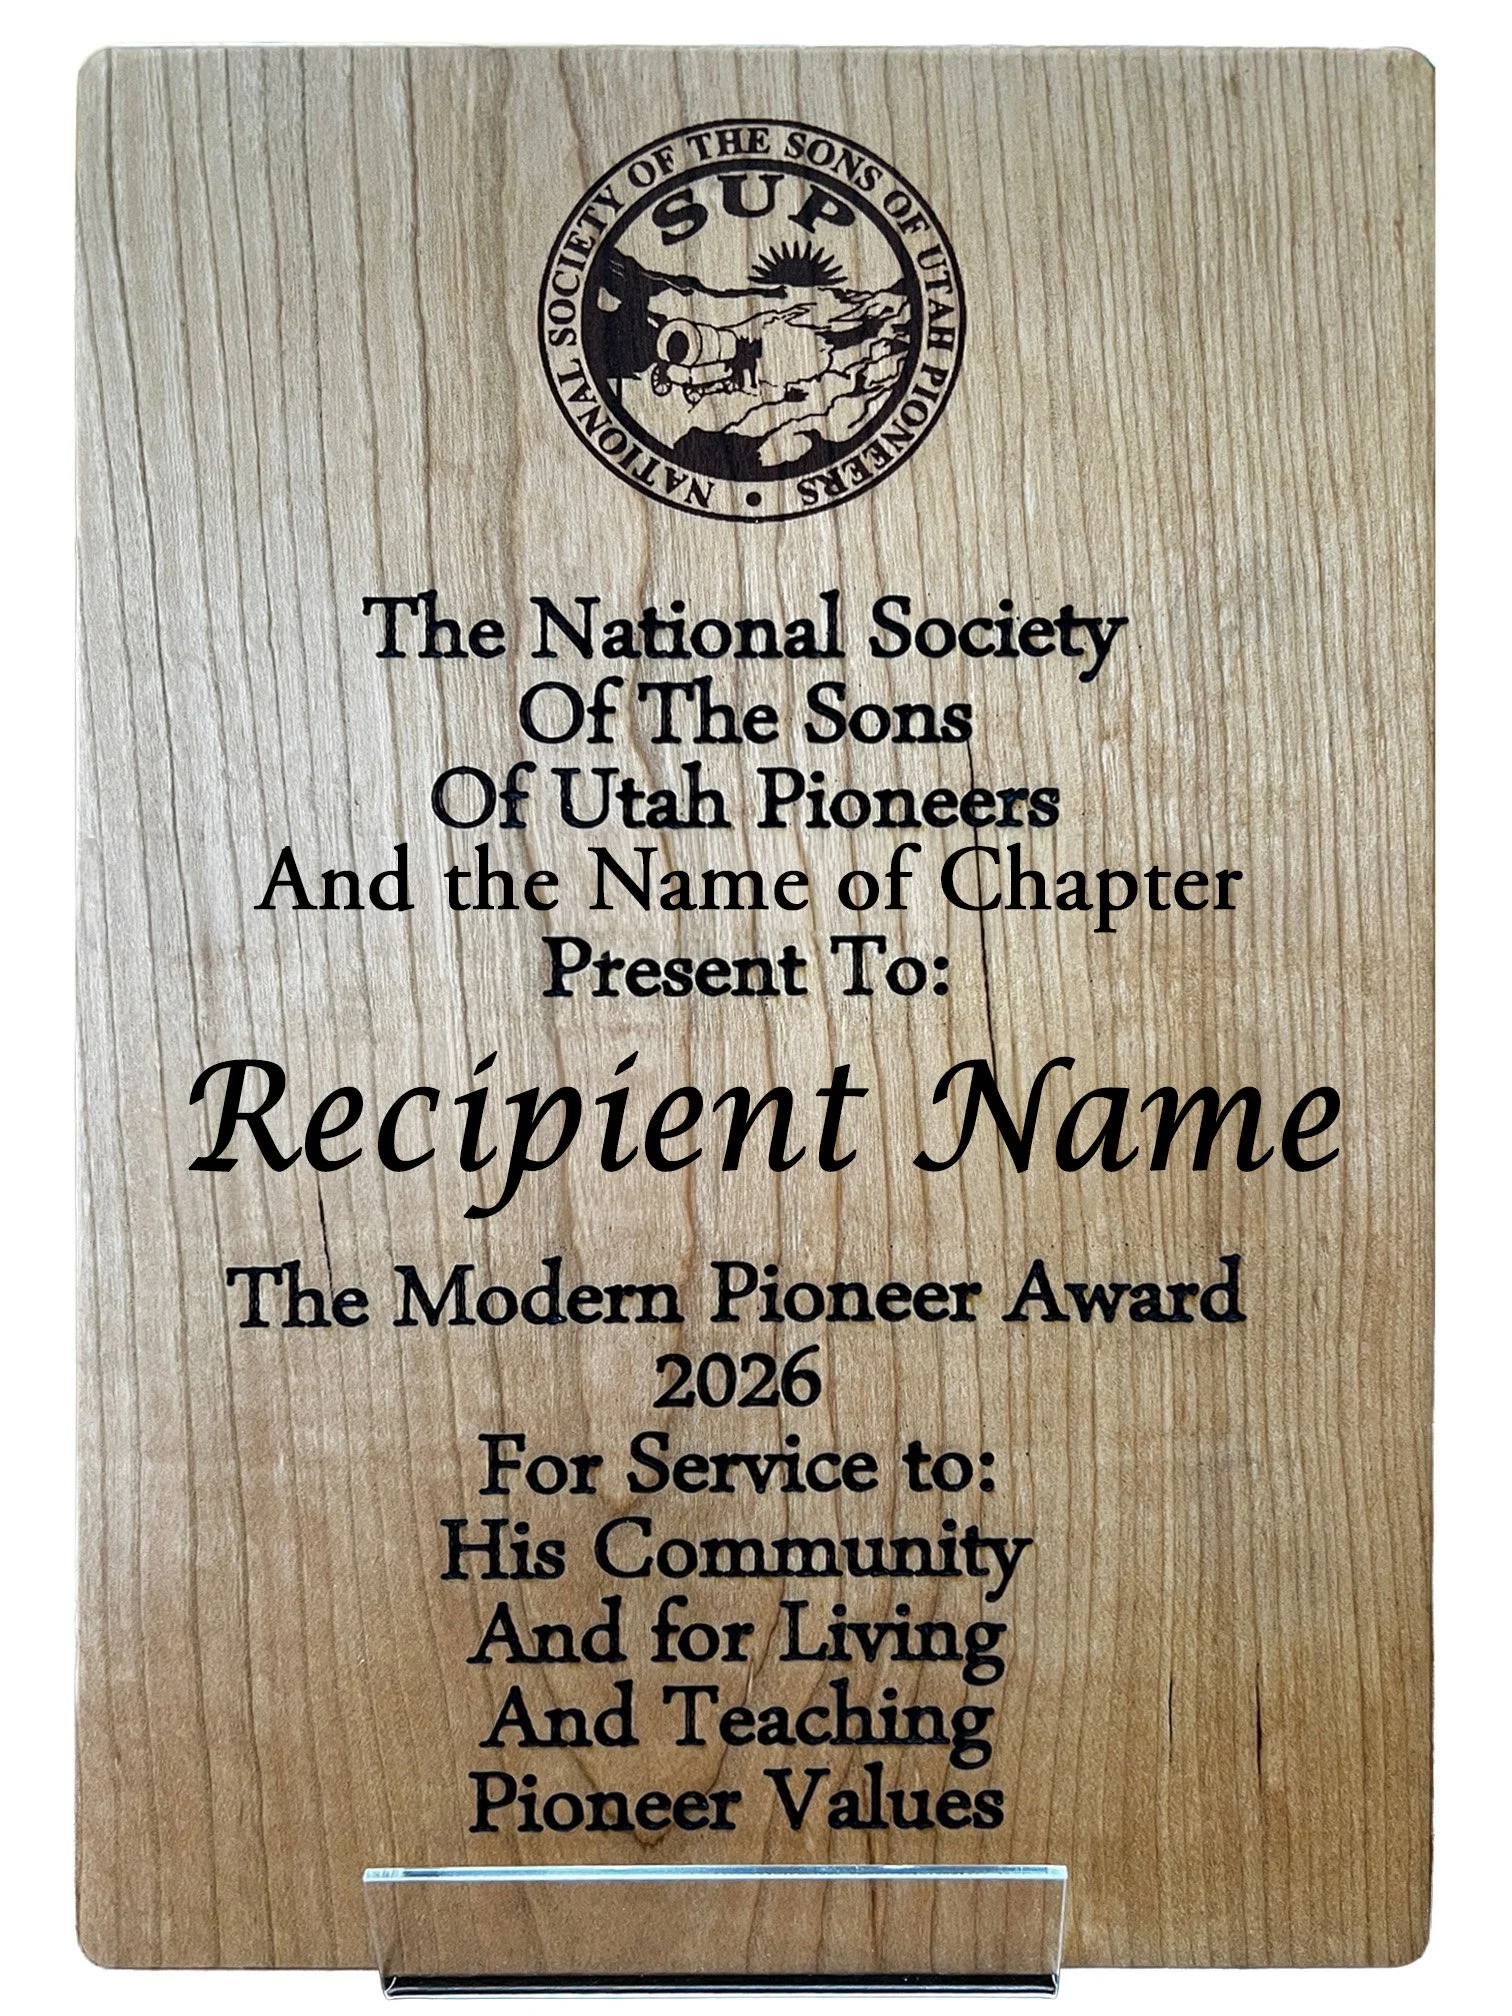 NATIONAL SOCIETY OF THE SONS OF UTAH PIONEERS •
SUP
The National Society
Of The Sons
Of Utah Pioneers
And the Name of Chapter
Present To:
Recipient Name
The Modern Pioneer Award
2026
For Service to:
His Community
And for Living
And Teaching
Pioneer Values